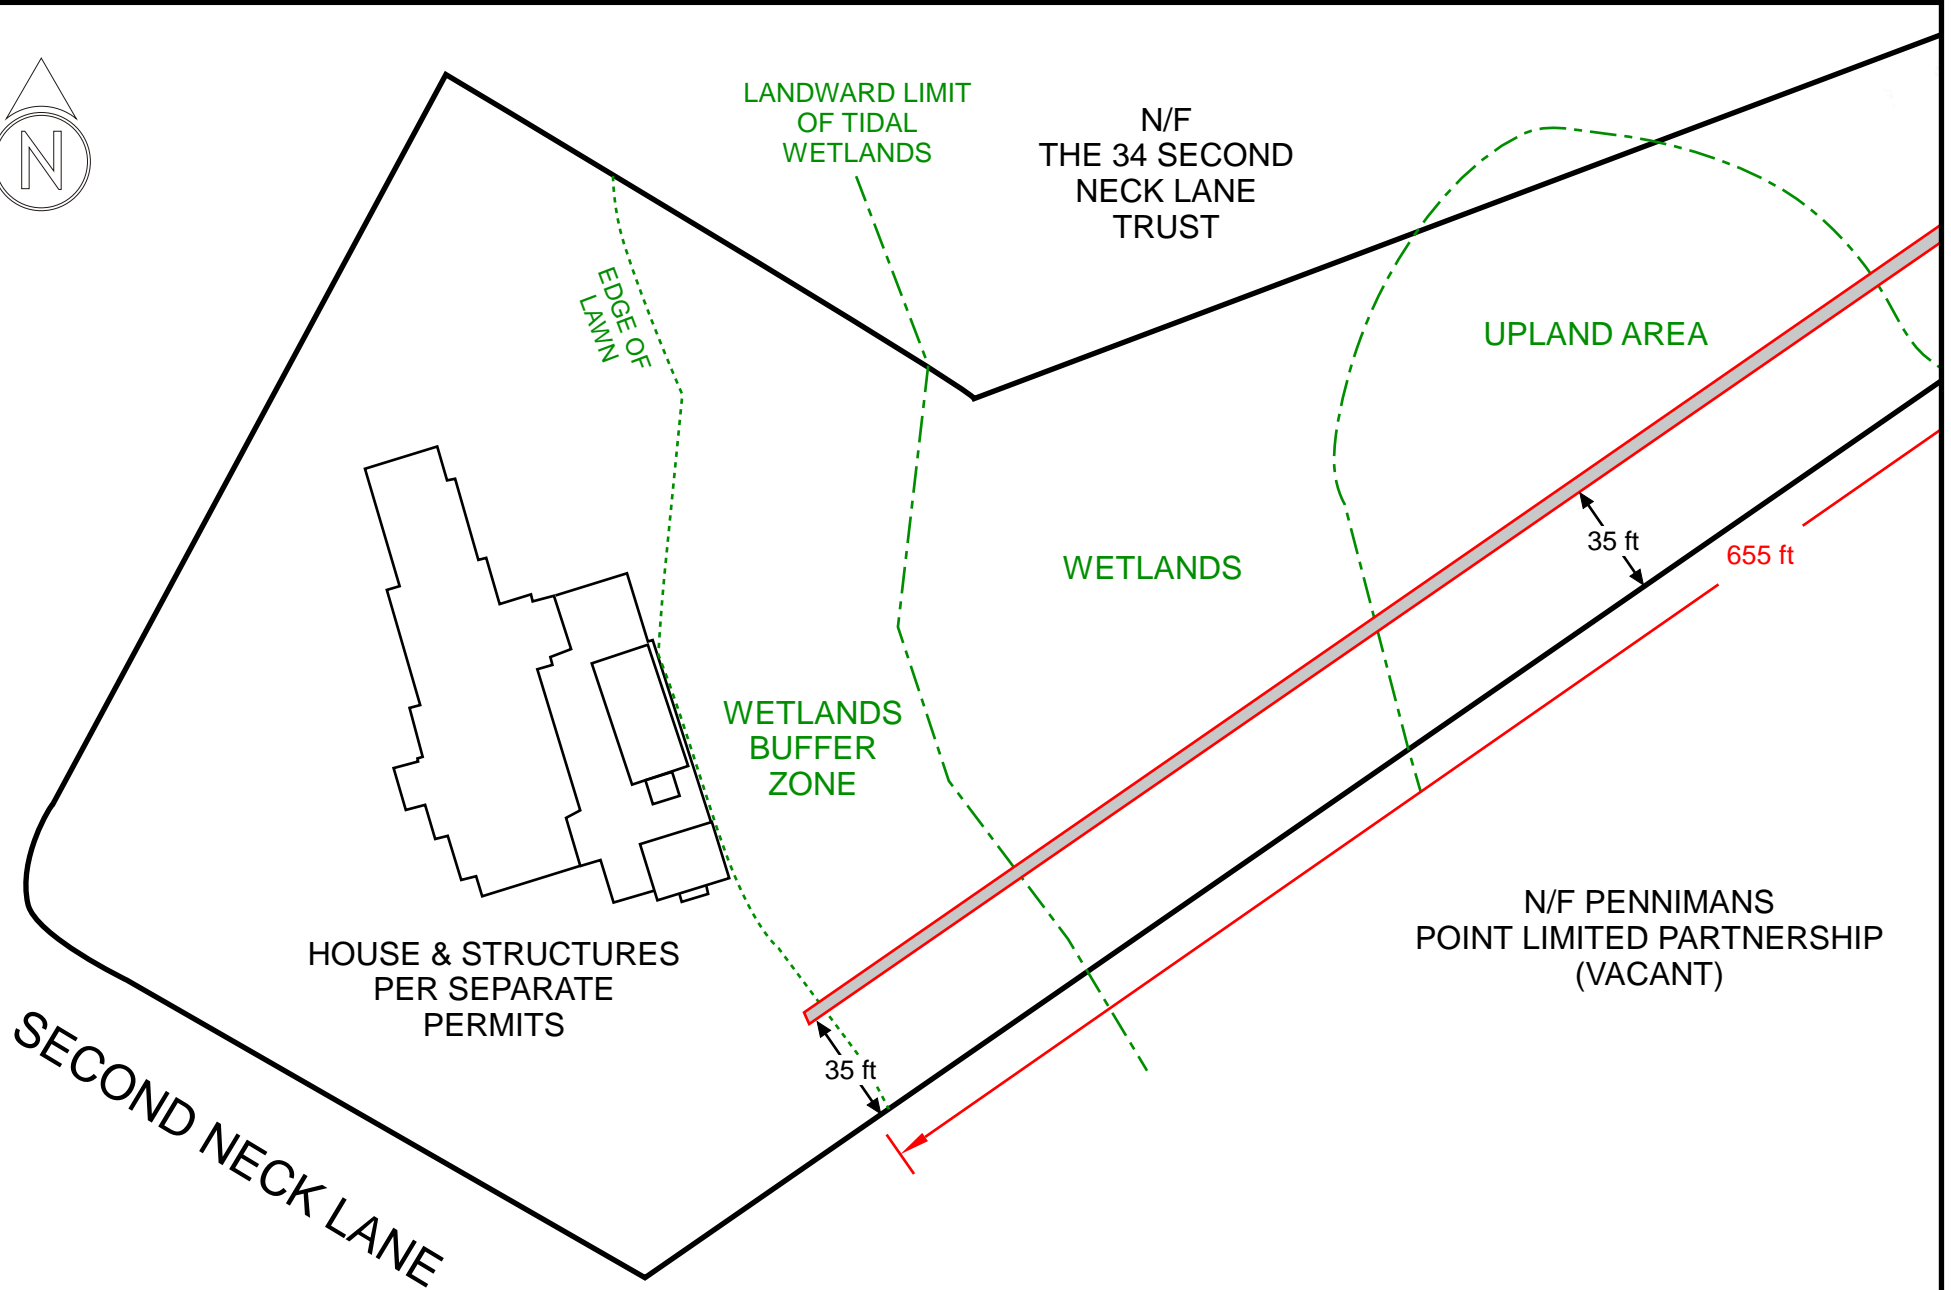 N
LANDWARD LIMIT
OF TIDAL
WETLANDS
N/F
THE 34 SECOND
NECK LANE
TRUST
EDGE OF
LAWN
UPLAND AREA
35 ft
655 ft
WETLANDS
WETLANDS
BUFFER
ZONE
N/F PENNIMANS
POINT LIMITED PARTNERSHIP
(VACANT)
HOUSE & STRUCTURES
PER SEPARATE
PERMITS
35 ft
SECOND NECK LANE